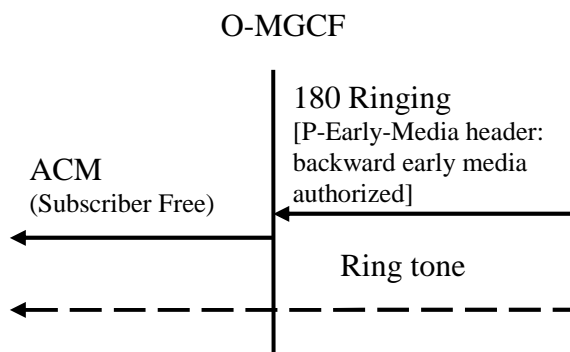 O-MGCF
180 Ringing
[P-Early-Media header:
backward early media
authorized]
ACM
(Subscriber Free)
Ring tone